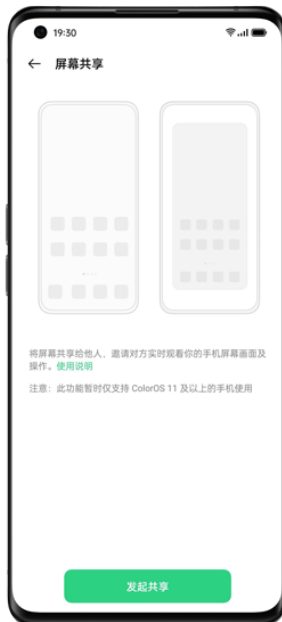 19:30
屏幕共享
将屏幕共享给他人，邀请对方实时观看你的手机屏幕画面及
操作。使用说明
注意：此功能暂时仅支持 ColorOS 11 及以上的手机使用
发起共享